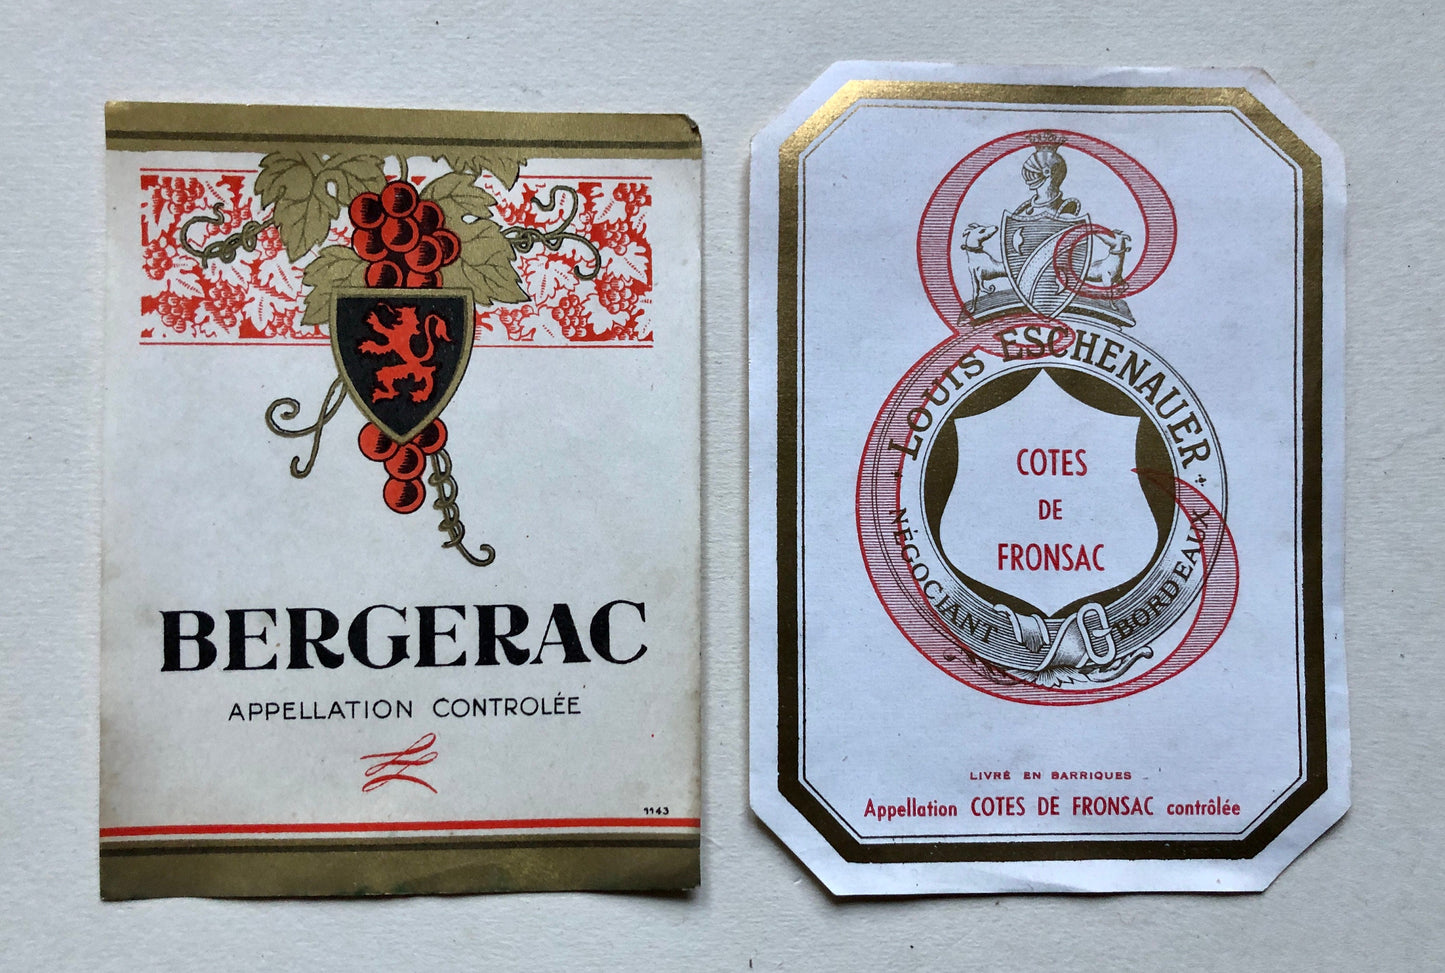 BERGERAC
APPELLATION CONTROLÉE
1143
LOUIS ESCHENAUER
COTES
DE
FRONSAC
NÉGOCIANT BORDEAUX
LIVRÉ EN BARRIQUES
Appellation COTES DE FRONSAC contrôlée